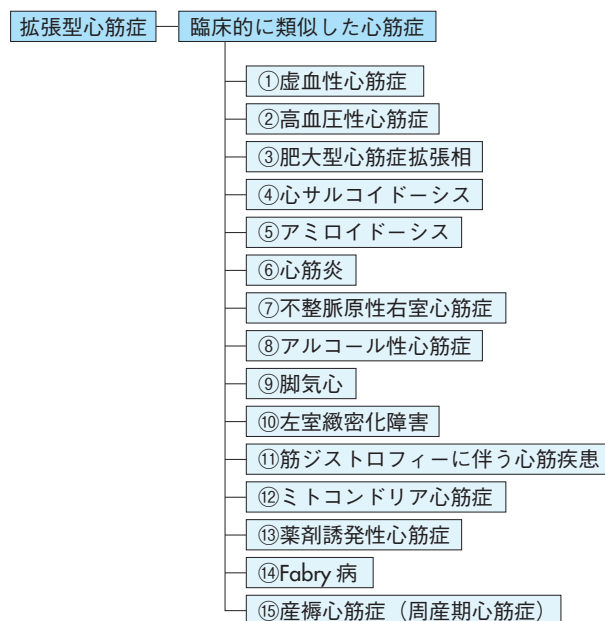 拡張型心筋症 臨床的に類似した心筋症
①虚血性心筋症
②高血圧性心筋症
③肥大型心筋症拡張相
④心サルコイドーシス
⑤アミロイドーシス
⑥心筋炎
⑦不整脈原性右室心筋症
⑧アルコール性心筋症
⑨脚気心
⑩左室緻密化障害
⑪筋ジストロフィーに伴う心筋疾患
⑫ミトコンドリア心筋症
⑬薬剤誘発性心筋症
⑭Fabry 病
⑮産褥心筋症（周産期心筋症）